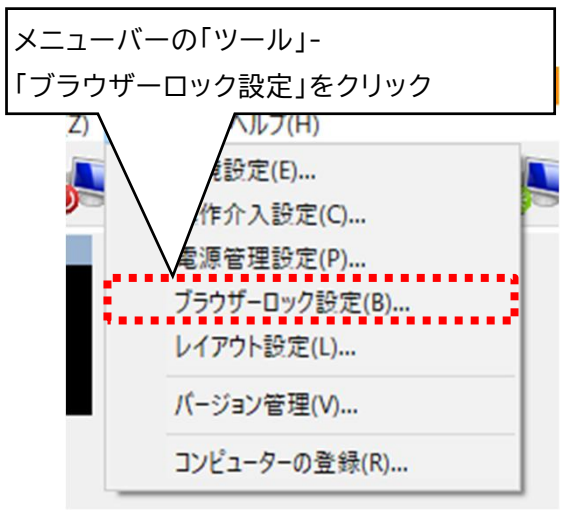 メニューバーの「ツール」-
「ブラウザーロック設定」をクリック
Z) ヘルプ(H)
設定(E)...
作介入設定(C)...
電源管理設定(P)...
ブラウザーロック設定(B)...
レイアウト設定(L)...
バージョン管理(V)...
コンピューターの登録(R)...